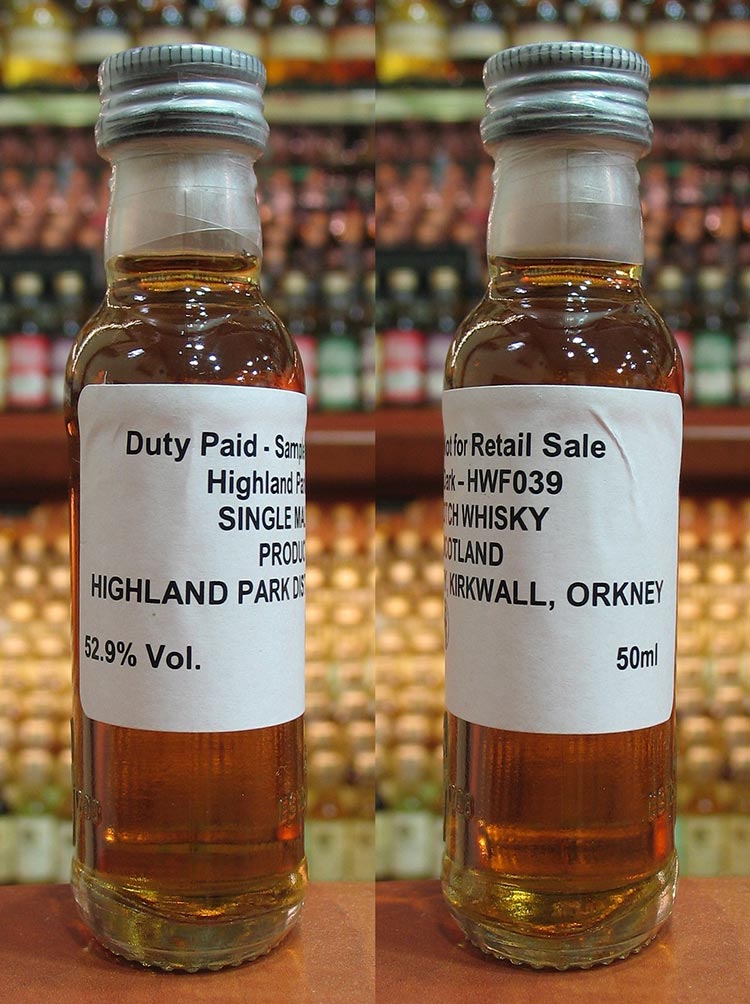 Duty Paid - Sample
Highland Pa
SINGLE MA
PRODUC
HIGHLAND PARK DIS
52.9% Vol.
ot for Retail Sale
ark – HWF039
TCH WHISKY
OTLAND
KIRKWALL, ORKNEY
50ml